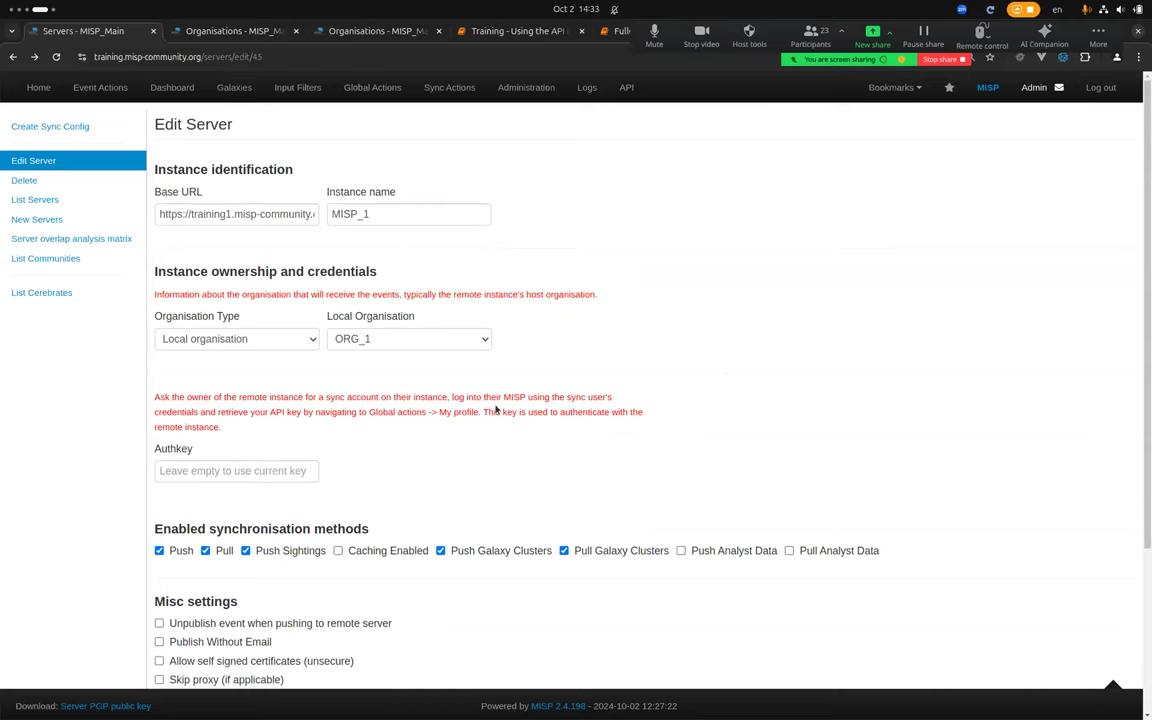 Oct 2 14:33
en
Servers - MISP_Main
Organisations - MISP_Ma
Organisations - MISP_Ma
Training - Using the API
Full
Mute
Stop video
Host tools
Participants
23
New share
Pause share
Remote control
AI Companion
More
You are screen sharing
Stop share
training.misp-community.org/servers/edit/45
Home
Event Actions
Dashboard
Galaxies
Input Filters
Global Actions
Sync Actions
Administration
Logs
API
Bookmarks
MISP
Admin
Log out
Create Sync Config
Edit Server
Delete
List Servers
New Servers
Server overlap analysis matrix
List Communities
List Cerebrates
Edit Server
Instance identification
Base URL
Instance name
https://training1.misp-community.
MISP_1
Instance ownership and credentials
Information about the organisation that will receive the events, typically the remote instance's host organisation.
Organisation Type
Local Organisation
Local organisation
ORG_1
Ask the owner of the remote instance for a sync account on their instance, log into their MISP using the sync user's
credentials and retrieve your API key by navigating to Global actions -> My profile. This key is used to authenticate with the
remote instance.
Authkey
Leave empty to use current key
Enabled synchronisation methods
Push Pull Push Sightings Caching Enabled Push Galaxy Clusters Pull Galaxy Clusters Push Analyst Data Pull Analyst Data
Misc settings
Unpublish event when pushing to remote server
Publish Without Email
Allow self signed certificates (unsecure)
Skip proxy (if applicable)
Download: Server PGP public key
Powered by MISP 2.4.198 - 2024-10-02 12:27:22